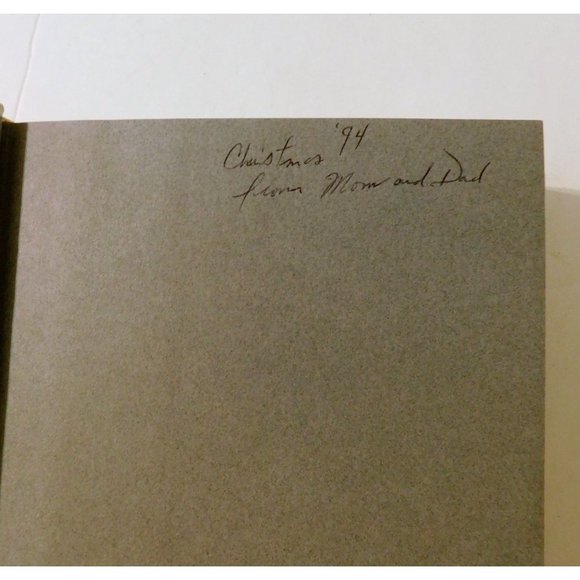 Christmas '94
from Mom and Dad